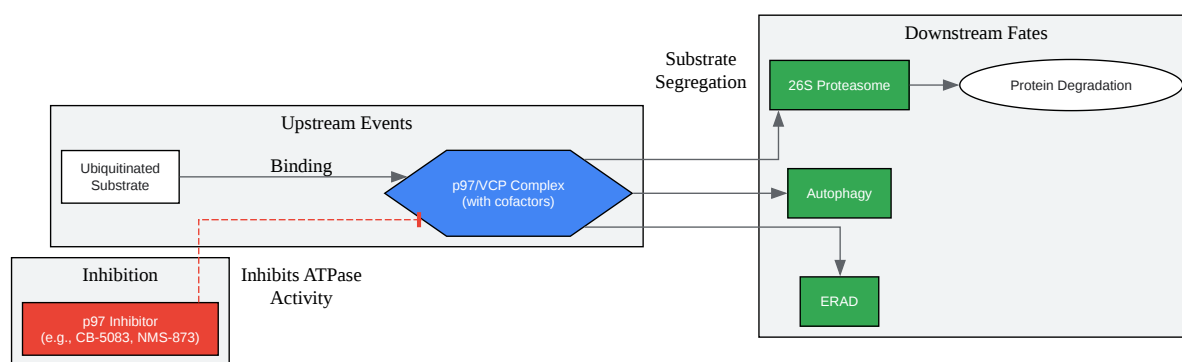 Downstream Fates
Substrate
Segregation
26S Proteasome
Protein Degradation
Upstream Events
Ubiquitinated
Substrate
Binding
p97/VCP Complex
(with cofactors)
Autophagy
Inhibition
Inhibits ATPase
Activity
p97 Inhibitor
(e.g., CB-5083, NMS-873)
ERAD